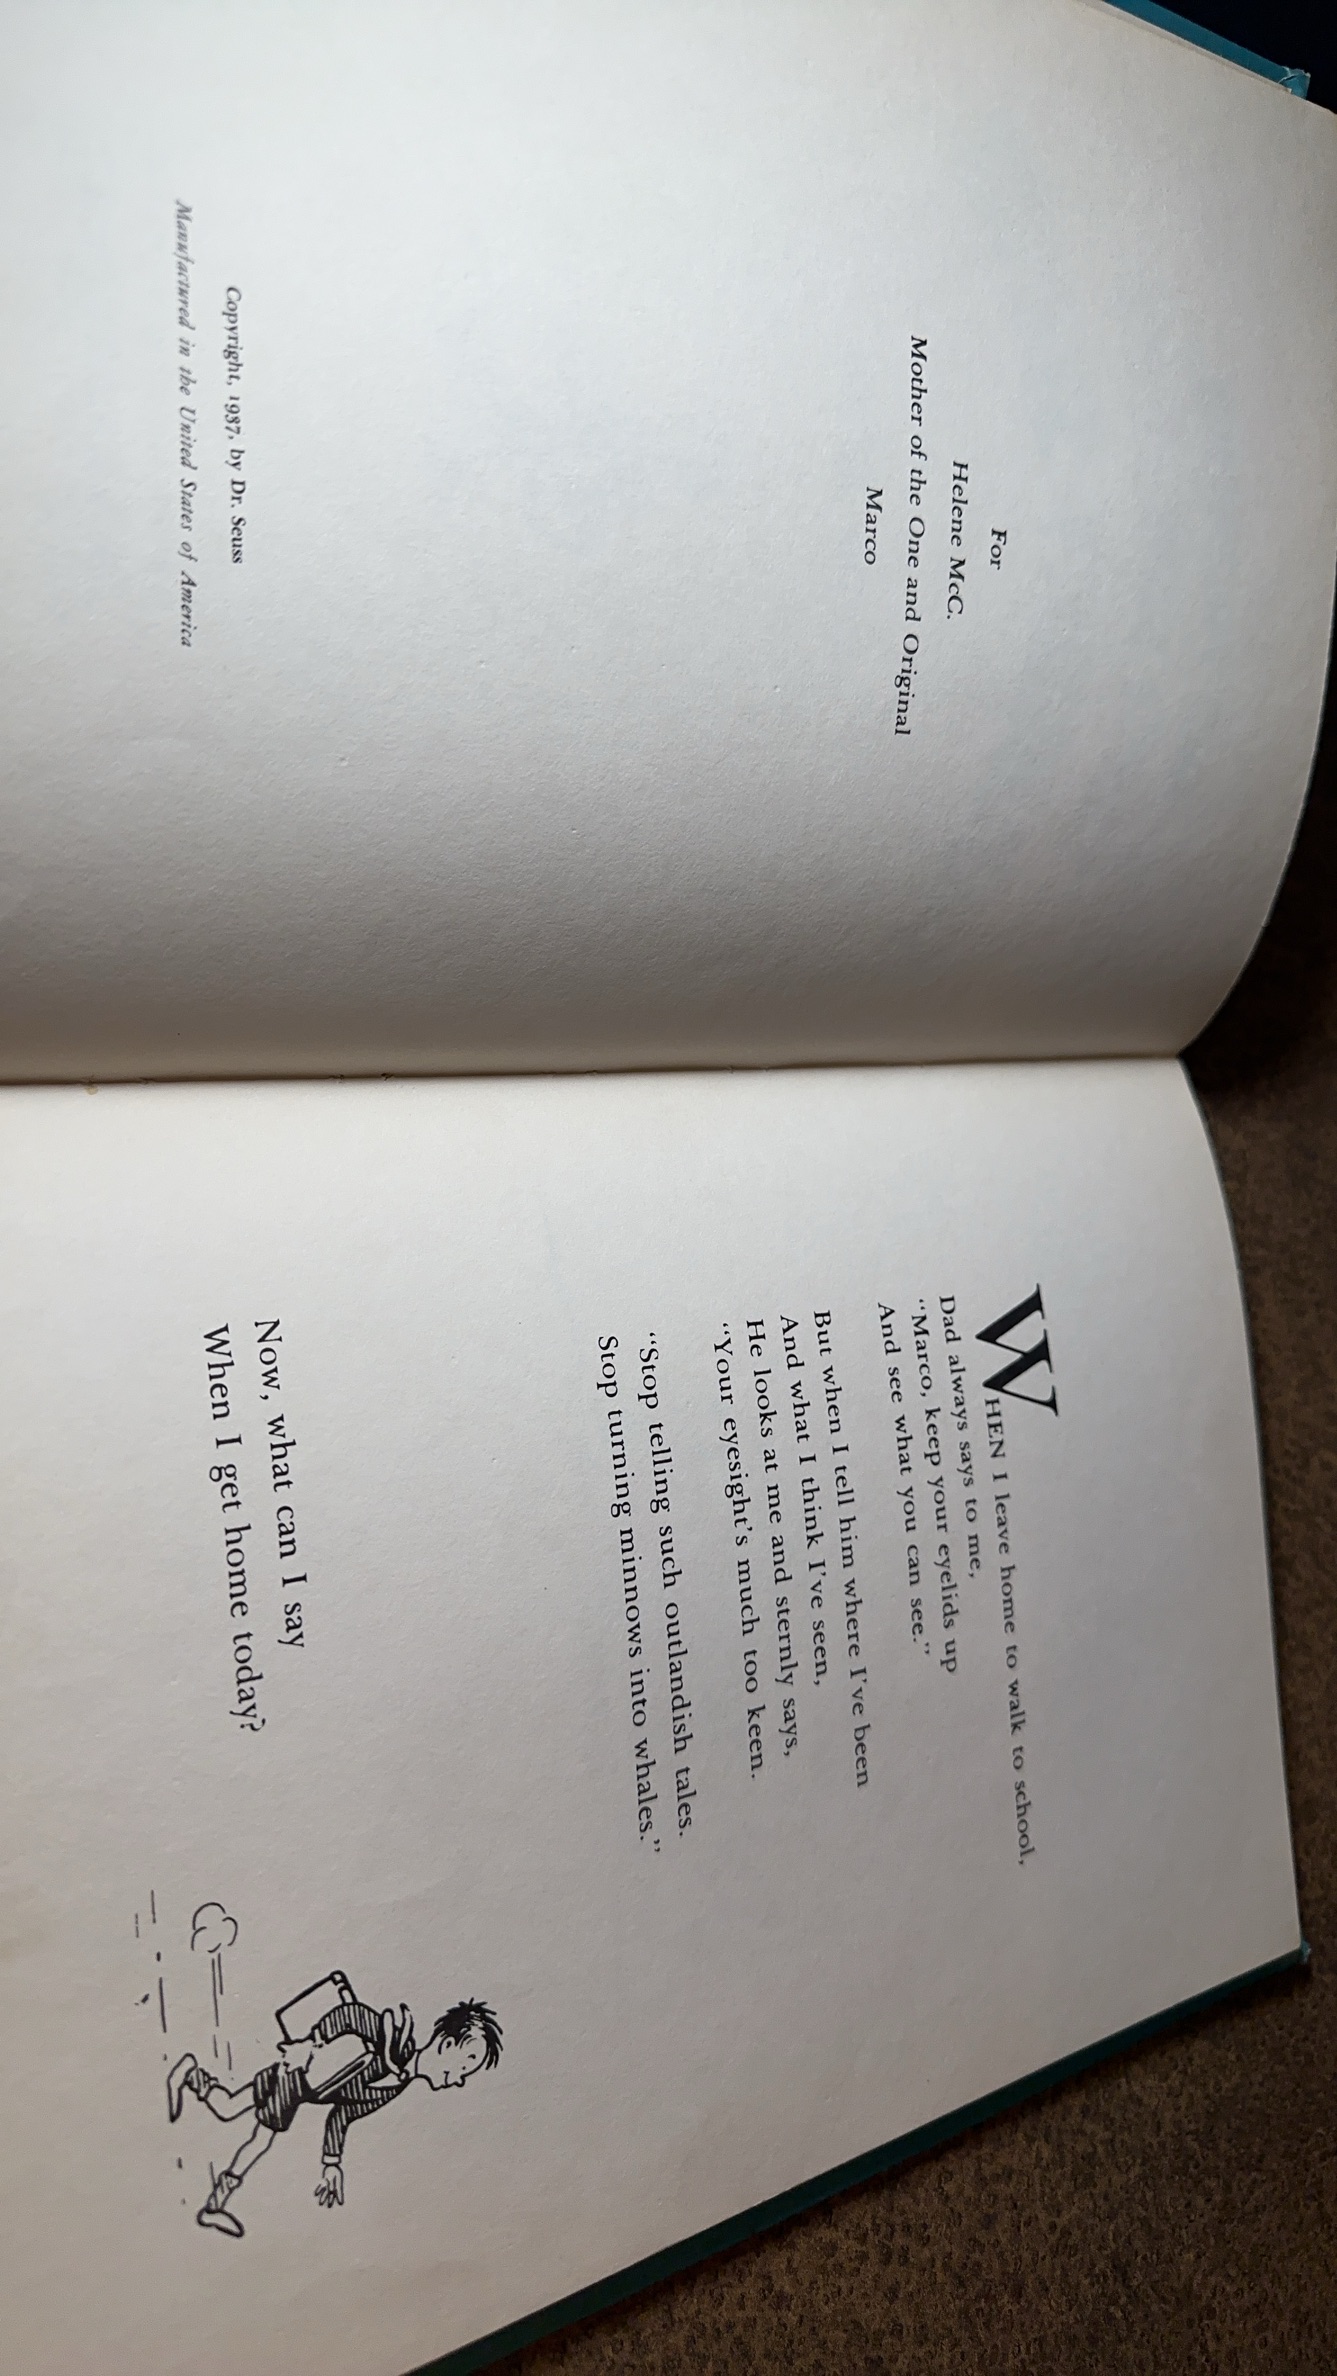 For
Helene McC.
Mother of the One and Original
Marco
Copyright, 1937, by Dr. Seuss
Manufactured in the United States of America
WHEN I leave home to walk to school,
Dad always says to me,
“Marco, keep your eyelids up
And see what you can see.”
But when I tell him where I've been
And what I think I've seen,
He looks at me and sternly says,
“Your eyesight's much too keen.
“Stop telling such outlandish tales.
Stop turning minnows into whales.”
Now, what can I say
When I get home today?